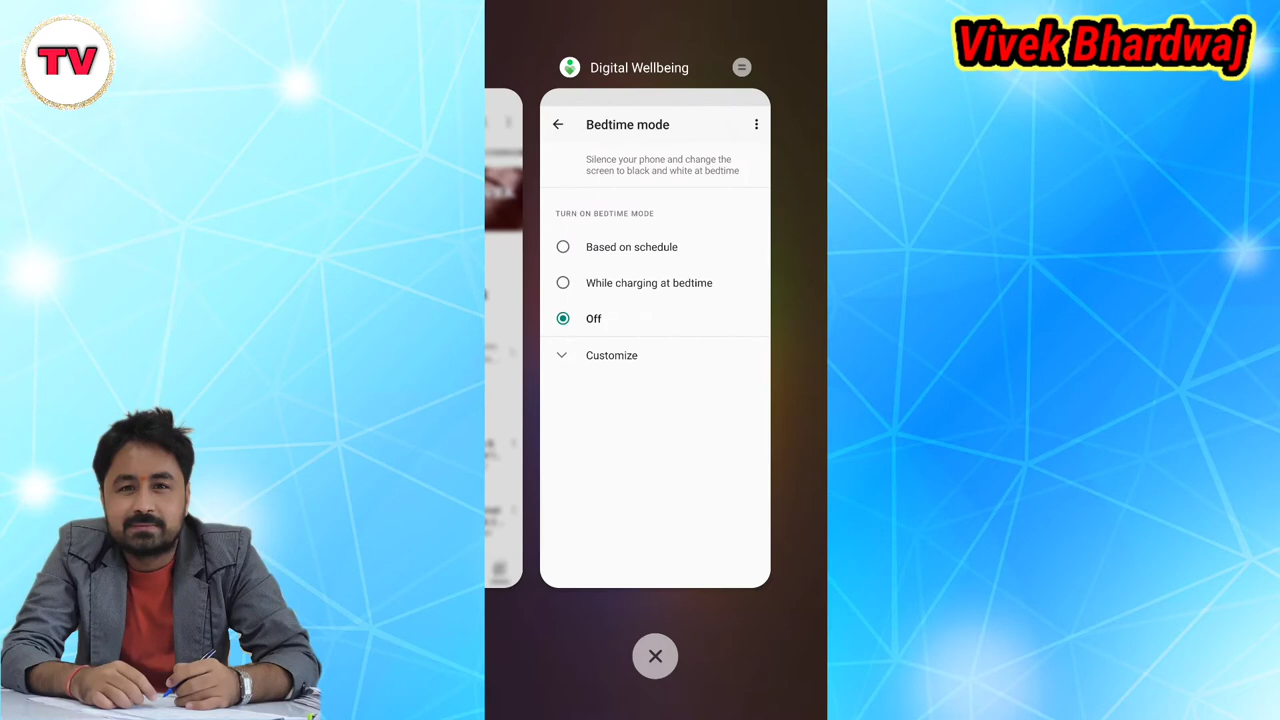 TV
Vivek Bhardwaj
Digital Wellbeing
Bedtime mode
Silence your phone and change the
screen to black and white at bedtime
TURN ON BEDTIME MODE
Based on schedule
While charging at bedtime
Off
Customize